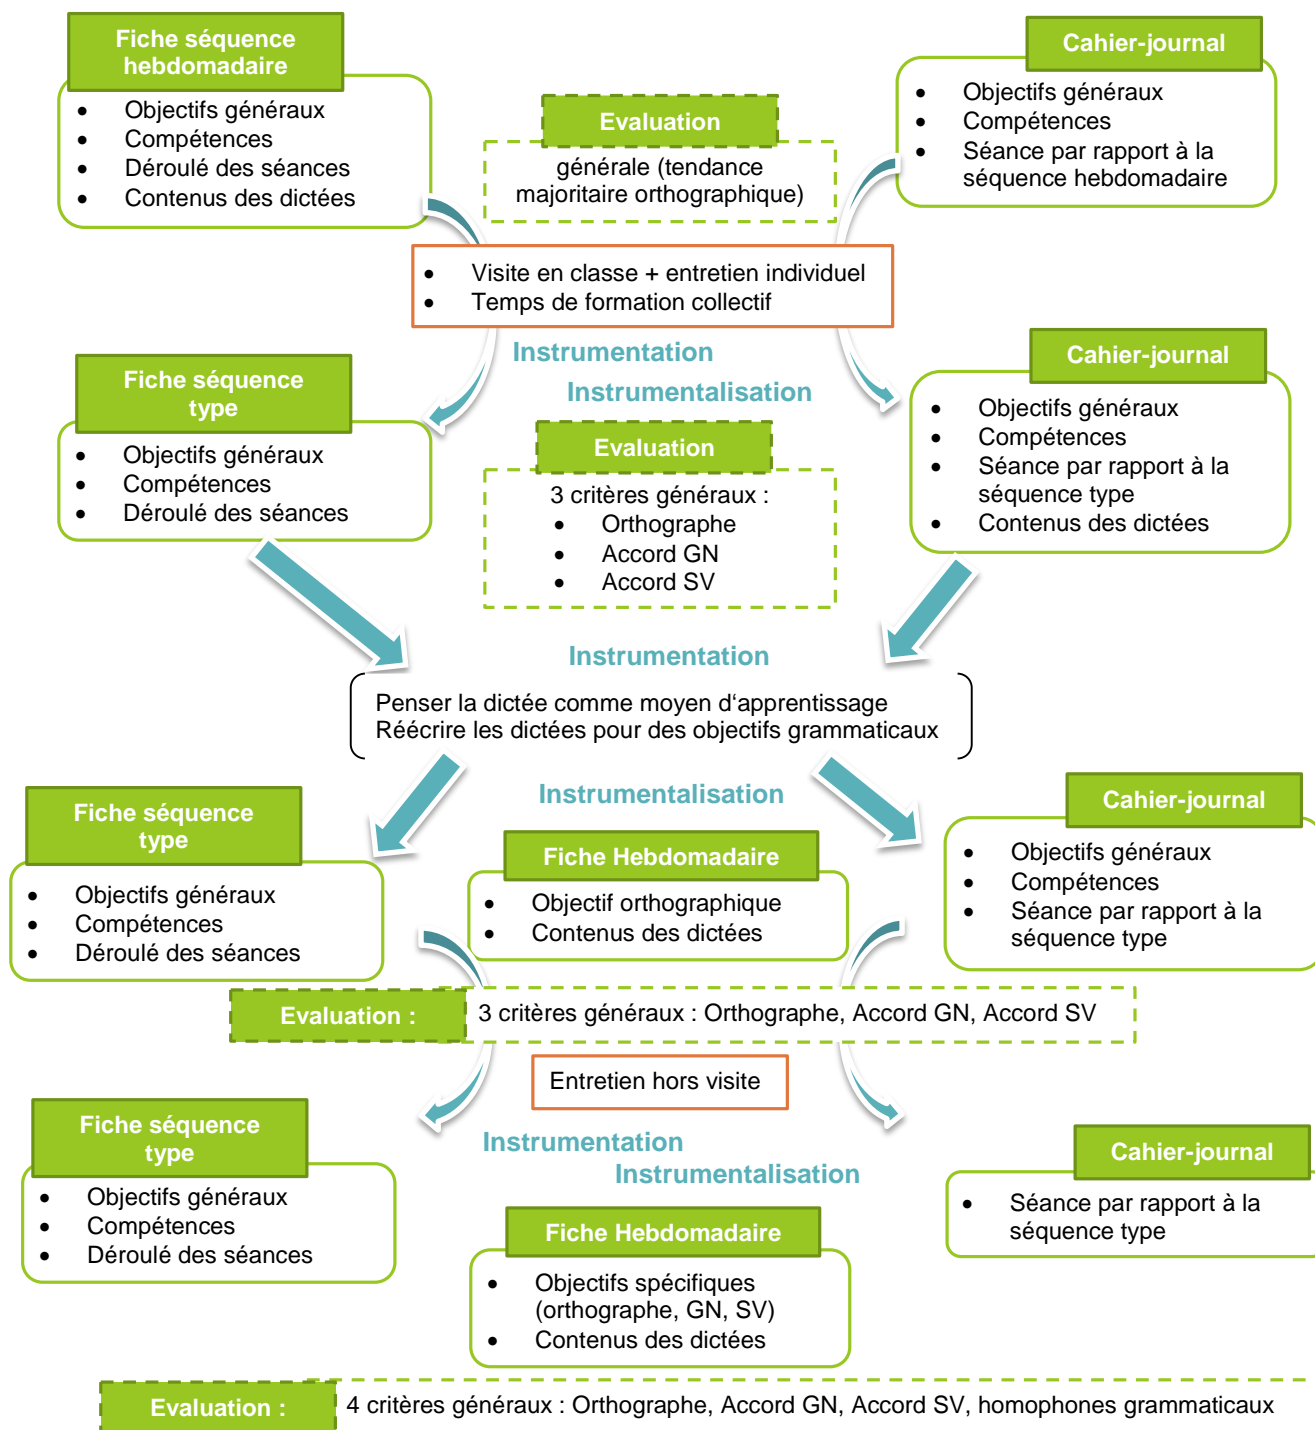 Fiche séquence
hebdomadaire
• Objectifs généraux
• Compétences
• Déroulé des séances
• Contenus des dictées
Evaluation
générale (tendance
majoritaire orthographique)
Cahier-journal
• Objectifs généraux
• Compétences
• Séance par rapport à la
séquence hebdomadaire
• Visite en classe + entretien individuel
• Temps de formation collectif
Instrumentation
Instrumentalisation
Fiche séquence
type
• Objectifs généraux
• Compétences
• Déroulé des séances
Evaluation
3 critères généraux :
• Orthographe
• Accord GN
• Accord SV
Cahier-journal
• Objectifs généraux
• Compétences
• Séance par rapport à la
séquence type
• Contenus des dictées
Instrumentation
Penser la dictée comme moyen d‘apprentissage
Réécrire les dictées pour des objectifs grammaticaux
Instrumentalisation
Fiche séquence
type
• Objectifs généraux
• Compétences
• Déroulé des séances
Fiche Hebdomadaire
• Objectif orthographique
• Contenus des dictées
Cahier-journal
• Objectifs généraux
• Compétences
• Séance par rapport à la
séquence type
Evaluation :
3 critères généraux : Orthographe, Accord GN, Accord SV
Entretien hors visite
Instrumentation
Instrumentalisation
Fiche séquence
type
• Objectifs généraux
• Compétences
• Déroulé des séances
Fiche Hebdomadaire
• Objectifs spécifiques
(orthographe, GN, SV)
• Contenus des dictées
Cahier-journal
• Séance par rapport à la
séquence type
Evaluation :
4 critères généraux : Orthographe, Accord GN, Accord SV, homophones grammaticaux